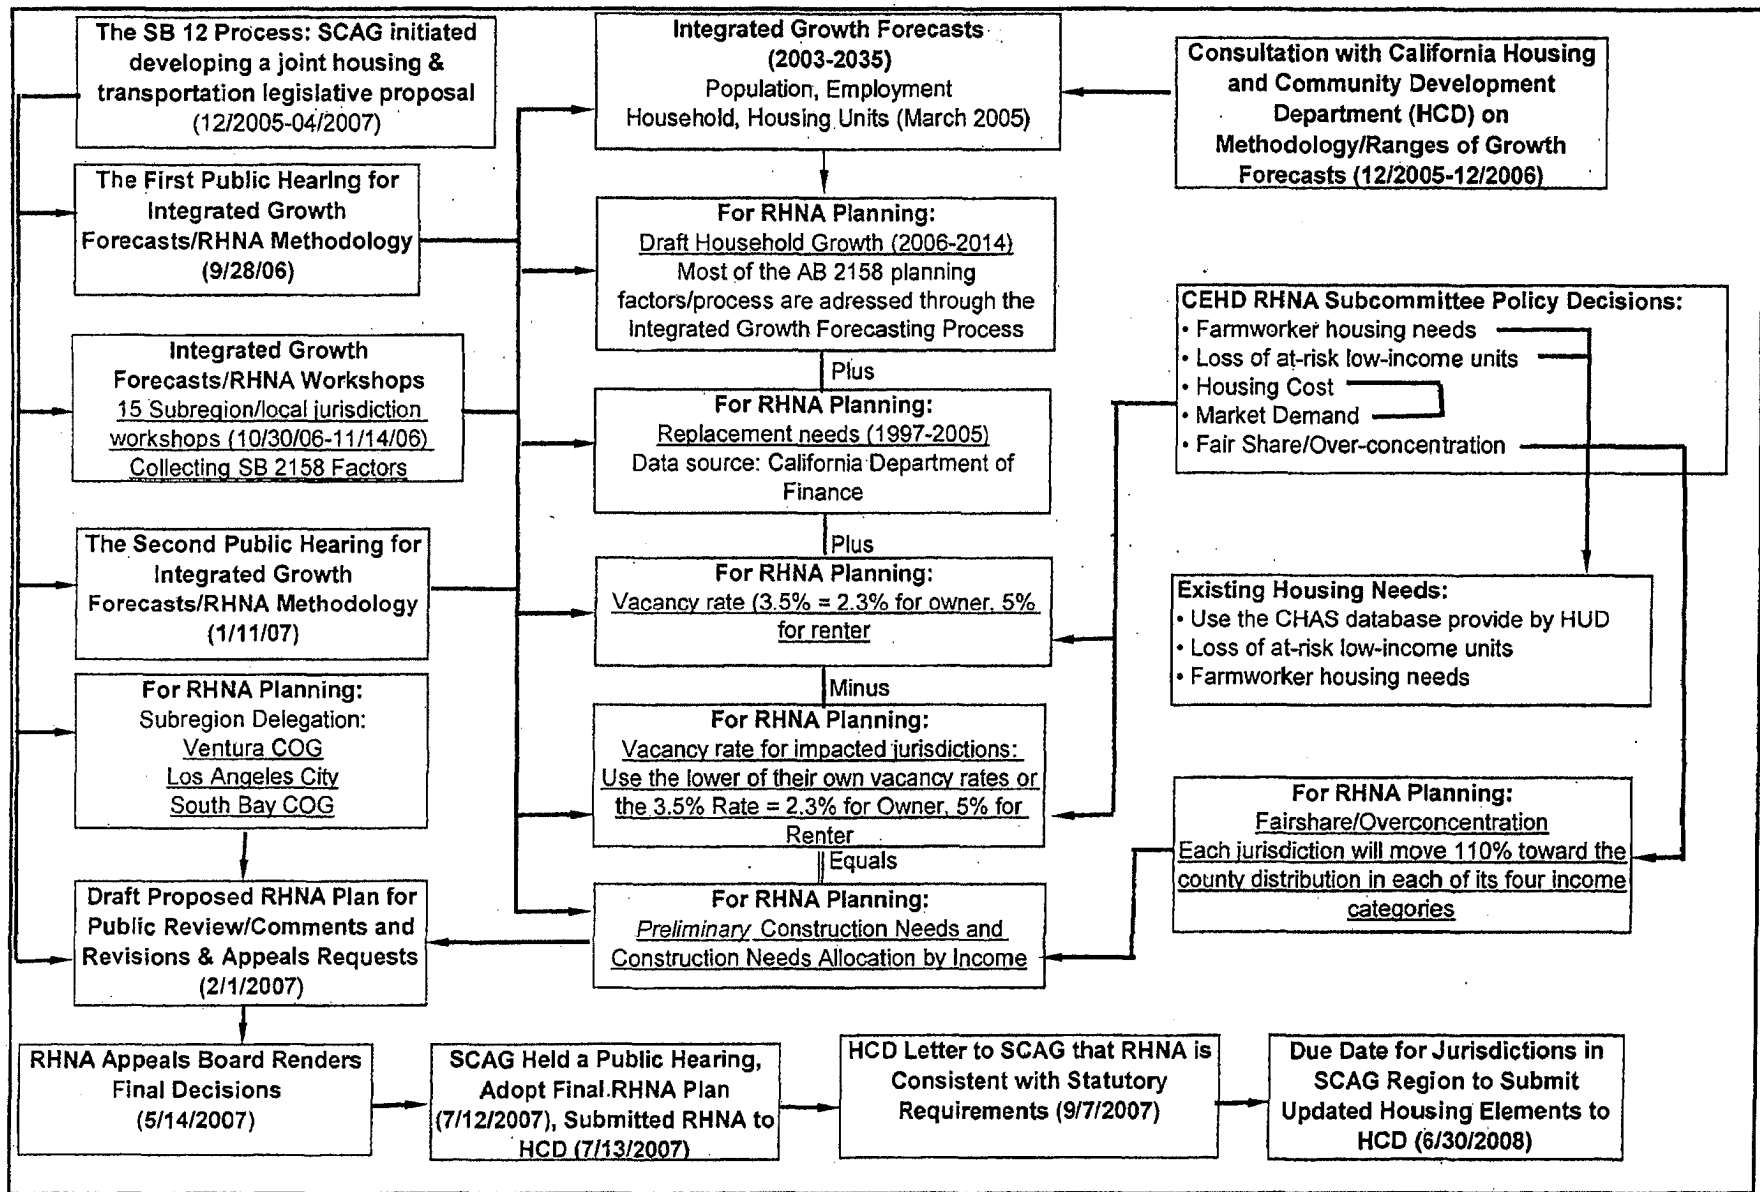 The SB 12 Process: SCAG initiated
developing a joint housing &
transportation legislative proposal
(12/2005-04/2007)
The First Public Hearing for
Integrated Growth
Forecasts/RHNA Methodology
(9/28/06)
Integrated Growth
Forecasts/RHNA Workshops
15 Subregion/local jurisdiction
workshops (10/30/06-11/14/06)
Collecting SB 2158 Factors
The Second Public Hearing for
Integrated Growth
Forecasts/RHNA Methodology
(1/11/07)
For RHNA Planning:
Subregion Delegation:
Ventura COG
Los Angeles City
South Bay COG
Draft Proposed RHNA Plan for
Public Review/Comments and
Revisions & Appeals Requests
(2/1/2007)
Integrated Growth Forecasts
(2003-2035)
Population, Employment
Household, Housing Units (March 2005)
For RHNA Planning:
Draft Household Growth (2006-2014)
Most of the AB 2158 planning
factors/process are adressed through the
Integrated Growth Forecasting Process
Plus
For RHNA Planning:
Replacement needs (1997-2005)
Data source: California Department of
Finance
Plus
For RHNA Planning:
Vacancy rate (3.5% = 2.3% for owner, 5%
for renter
Minus
For RHNA Planning:
Vacancy rate for impacted jurisdictions:
Use the lower of their own vacancy rates or
the 3.5% Rate = 2.3% for Owner, 5% for
Renter
Equals
For RHNA Planning:
Preliminary Construction Needs and
Construction Needs Allocation by Income
Consultation with California Housing
and Community Development
Department (HCD) on
Methodology/Ranges of Growth
Forecasts (12/2005-12/2006)
CEHD RHNA Subcommittee Policy Decisions:
• Farmworker housing needs
• Loss of at-risk low-income units
• Housing Cost
• Market Demand
• Fair Share/Over-concentration
Existing Housing Needs:
• Use the CHAS database provide by HUD
• Loss of at-risk low-income units
• Farmworker housing needs
For RHNA Planning:
Fairshare/Overconcentration
Each jurisdiction will move 110% toward the
county distribution in each of its four income
categories
RHNA Appeals Board Renders
Final Decisions
(5/14/2007)
SCAG Held a Public Hearing,
Adopt Final RHNA Plan
(7/12/2007), Submitted RHNA to
HCD (7/13/2007)
HCD Letter to SCAG that RHNA is
Consistent with Statutory
Requirements (9/7/2007)
Due Date for Jurisdictions in
SCAG Region to Submit
Updated Housing Elements to
HCD (6/30/2008)